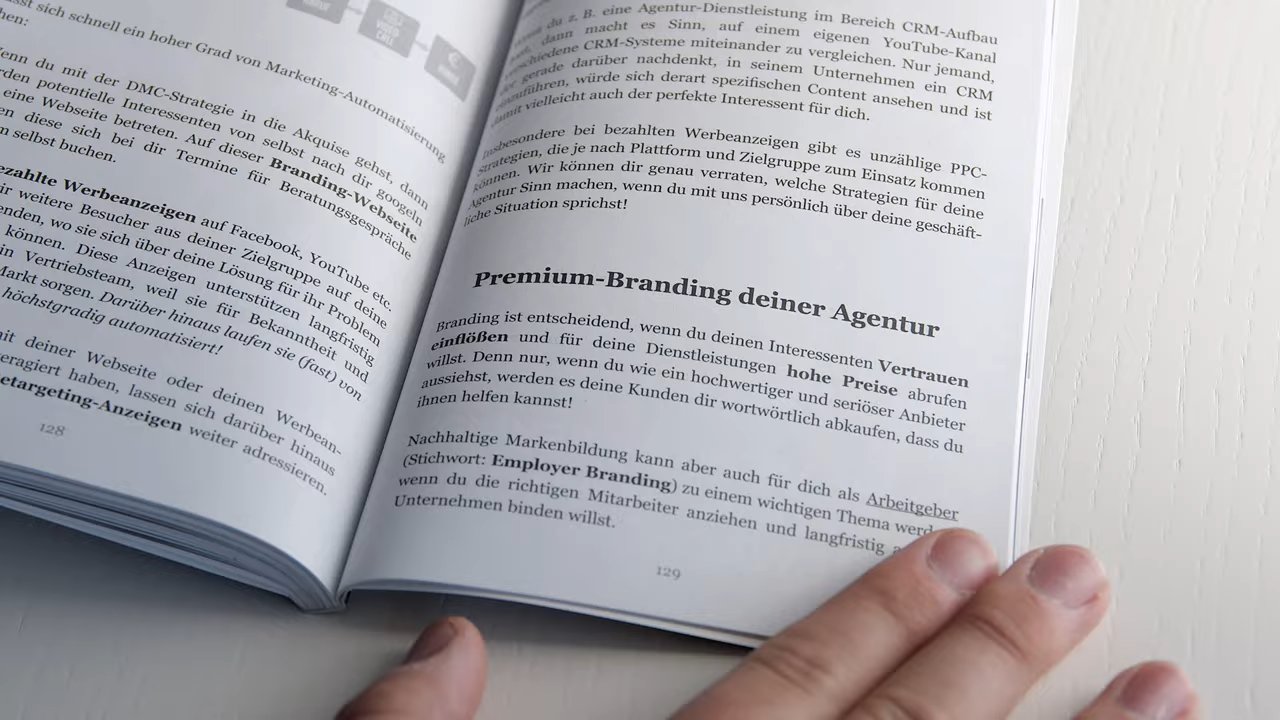 sst sich schnell ein hoher Grad von Marketing-Automatisierung
hen:
enn du mit der DMC-Strategie in die Akquise gehst, dann
rden potentielle Interessenten von selbst nach dir googeln
eine Webseite betreten. Auf dieser Branding-Webseite
en diese sich bei dir Termine für Beratungsgespräche
selbst buchen.
ezahlte Werbeanzeigen auf Facebook, YouTube etc.
ir weitere Besucher aus deiner Zielgruppe auf deine
enden, wo sie sich über deine Lösung für ihr Problem
können. Diese Anzeigen unterstützen langfristig
in Vertriebsteam, weil sie für Bekanntheit und
Markt sorgen. Darüber hinaus laufen sie (fast) von
höchstgradig automatisiert!
it deiner Webseite oder deinen Werbean-
teragiert haben, lassen sich darüber hinaus
etargeting-Anzeigen weiter adressieren.
128
du z. B. eine Agentur-Dienstleistung im Bereich CRM-Aufbau
dann macht es Sinn, auf einem eigenen YouTube-Kanal
verschiedene CRM-Systeme miteinander zu vergleichen. Nur jemand,
der gerade darüber nachdenkt, in seinem Unternehmen ein CRM
einzuführen, würde sich derart spezifischen Content ansehen und ist
damit vielleicht auch der perfekte Interessent für dich.
Insbesondere bei bezahlten Werbeanzeigen gibt es unzählige PPC-
Strategien, die je nach Plattform und Zielgruppe zum Einsatz kommen
können. Wir können dir genau verraten, welche Strategien für deine
Agentur Sinn machen, wenn du mit uns persönlich über deine geschäft-
liche Situation sprichst!
Premium-Branding deiner Agentur
Branding ist entscheidend, wenn du deinen Interessenten Vertrauen
einflößen und für deine Dienstleistungen hohe Preise abrufen
willst. Denn nur, wenn du wie ein hochwertiger und seriöser Anbieter
aussiehst, werden es deine Kunden dir wortwörtlich abkaufen, dass du
ihnen helfen kannst!
Nachhaltige Markenbildung kann aber auch für dich als Arbeitgeber
(Stichwort: Employer Branding) zu einem wichtigen Thema werd
wenn du die richtigen Mitarbeiter anziehen und langfristig a
Unternehmen binden willst.
129